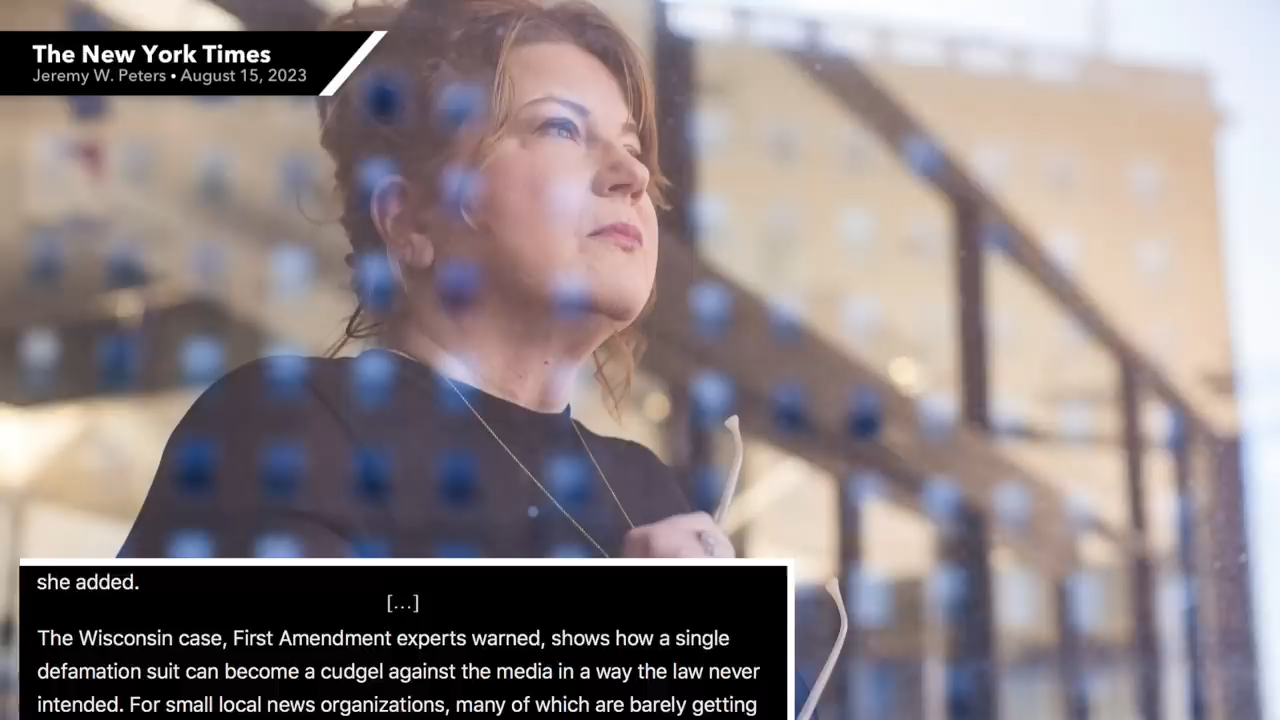 The New York Times
Jeremy W. Peters • August 15, 2023
she added.
[...]
The Wisconsin case, First Amendment experts warned, shows how a single
defamation suit can become a cudgel against the media in a way the law never
intended. For small local news organizations, many of which are barely getting